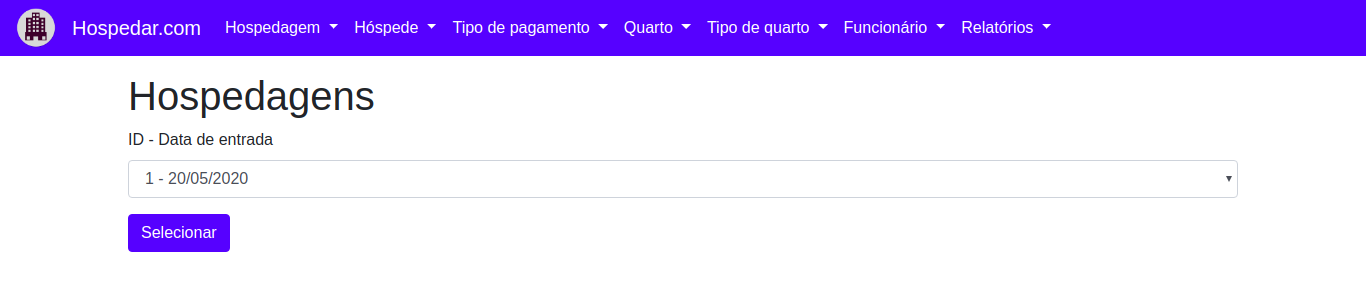 Hospedar.com Hospedagem Hóspede Tipo de pagamento Quarto Tipo de quarto Funcionário Relatórios
Hospedagens
ID - Data de entrada
1 - 20/05/2020
Selecionar